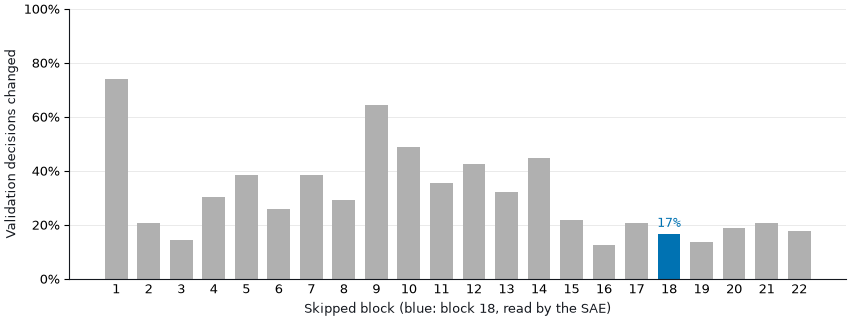 100%
80%
60%
40%
20%
0%
Validation decisions changed
17%
1 2 3 4 5 6 7 8 9 10 11 12 13 14 15 16 17 18 19 20 21 22
Skipped block (blue: block 18, read by the SAE)